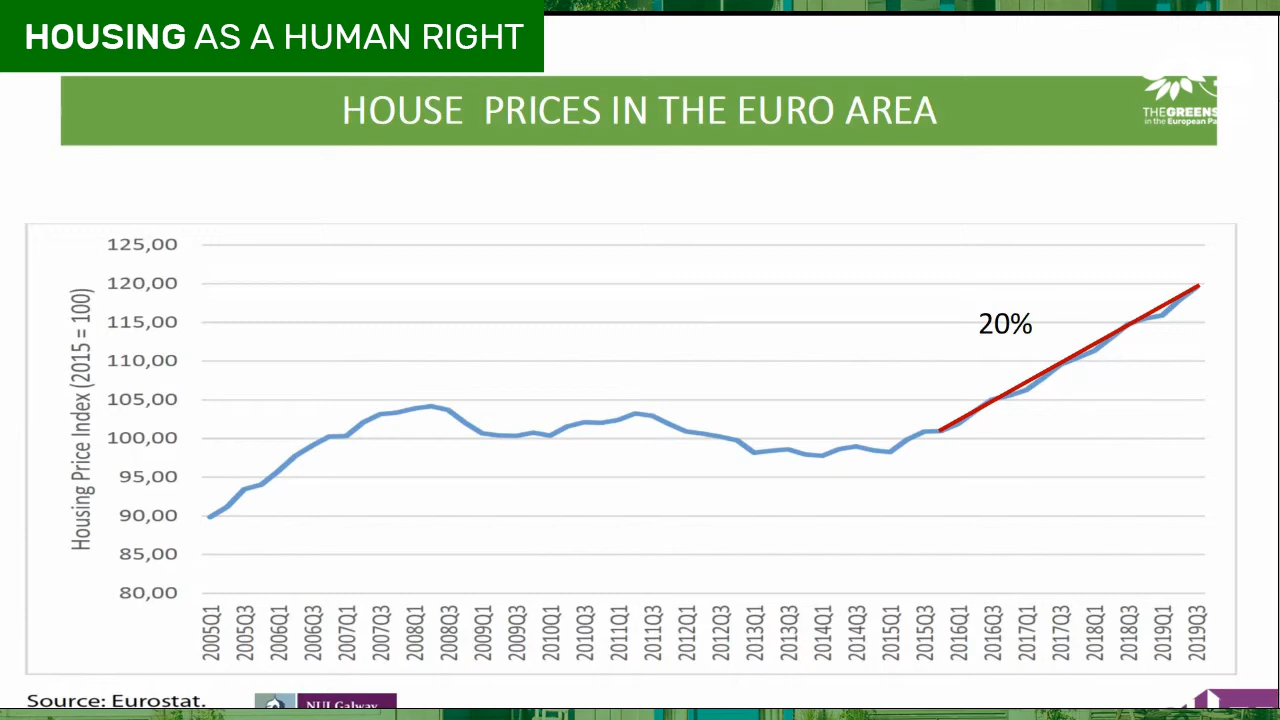 HOUSING AS A HUMAN RIGHT
HOUSE PRICES IN THE EURO AREA
THE GREENS
in the European
Housing Price Index (2015 = 100)
125,00
120,00
115,00
110,00
105,00
100,00
95,00
90,00
85,00
80,00
20%
2005Q1
2005Q3
2006Q1
2006Q3
2007Q1
2007Q3
2008Q1
2008Q3
2009Q1
2009Q3
2010Q1
2010Q3
2011Q1
2011Q3
2012Q1
2012Q3
2013Q1
2013Q3
2014Q1
2014Q3
2015Q1
2015Q3
2016Q1
2016Q3
2017Q1
2017Q3
2018Q1
2018Q3
2019Q1
2019Q3
Source: Eurostat.
NUI Galway